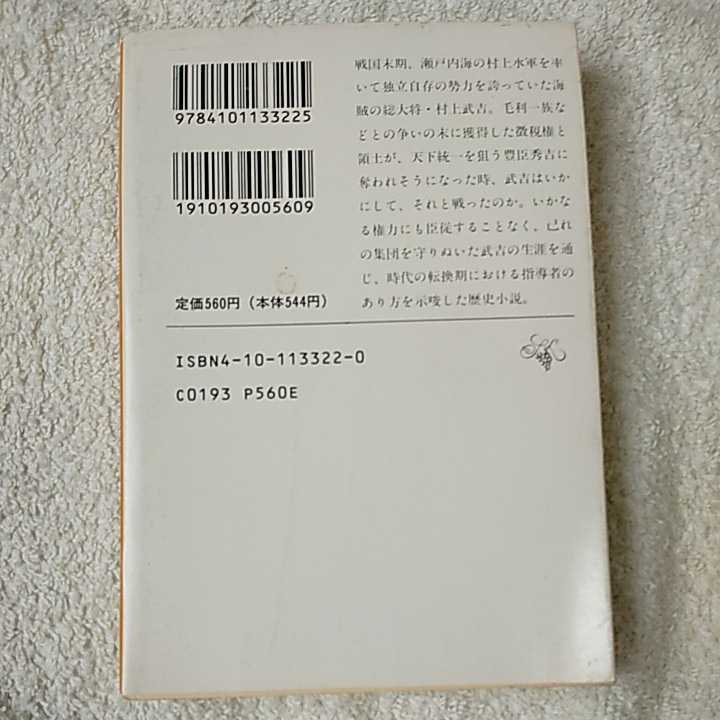 9784101133225
1910193005609
定価560円（本体544円）
戦国末期、瀬戸内海の村上水軍を率
いて独立自存の勢力を誇っていた海
賊の総大将・村上武吉。毛利一族な
どとの争いの末に獲得した徴税権と
領土が、天下統一を狙う豊臣秀吉に
奪われそうになった時、武吉はいか
にして、それと戦ったのか。いかな
る権力にも臣従することなく、己れ
の集団を守りぬいた武吉の生涯を通
じ、時代の転換期における指導者の
あり方を示唆した歴史小説。
ISBN4-10-113322-0
C0193 P560E